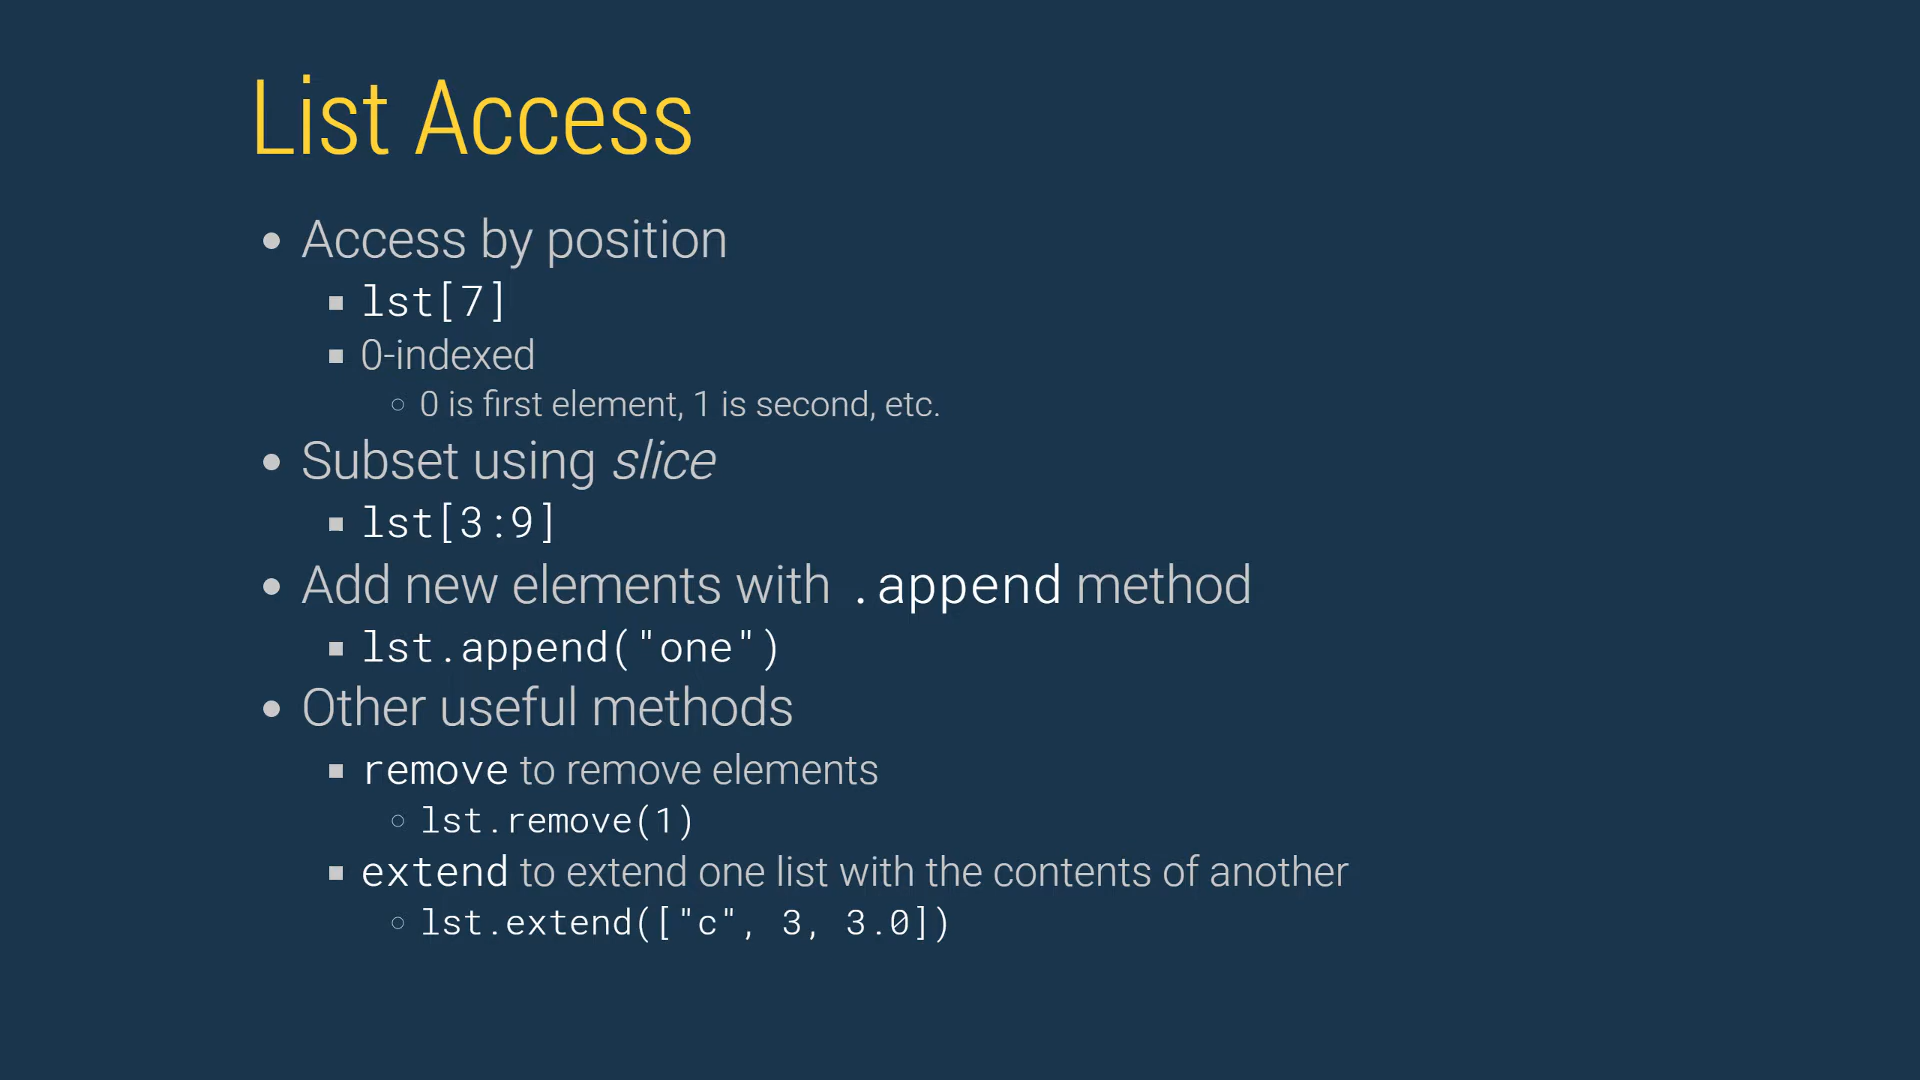 List Access
Access by position
lst[7]
0-indexed
0 is first element, 1 is second, etc.
Subset using slice
lst[3:9]
Add new elements with .append method
lst.append("one")
Other useful methods
remove to remove elements
lst.remove(1)
extend to extend one list with the contents of another
lst.extend(["c", 3, 3.0])